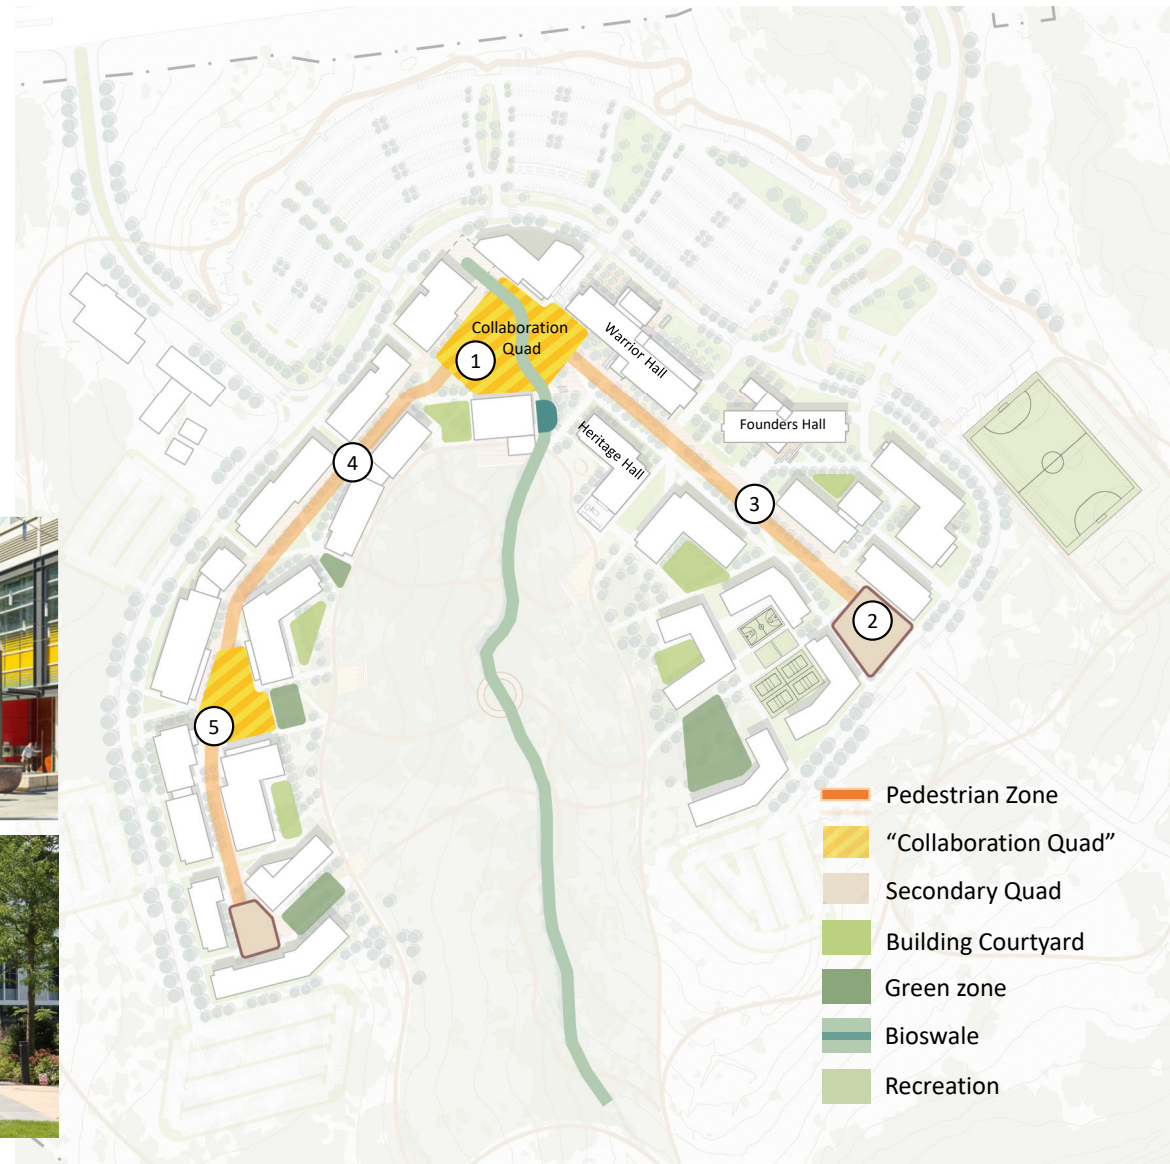 Collaboration
Quad
1
Warrior Hall
Founders Hall
Heritage Hall
4
3
2
5
Pedestrian Zone
“Collaboration Quad”
Secondary Quad
Building Courtyard
Green zone
Bioswale
Recreation